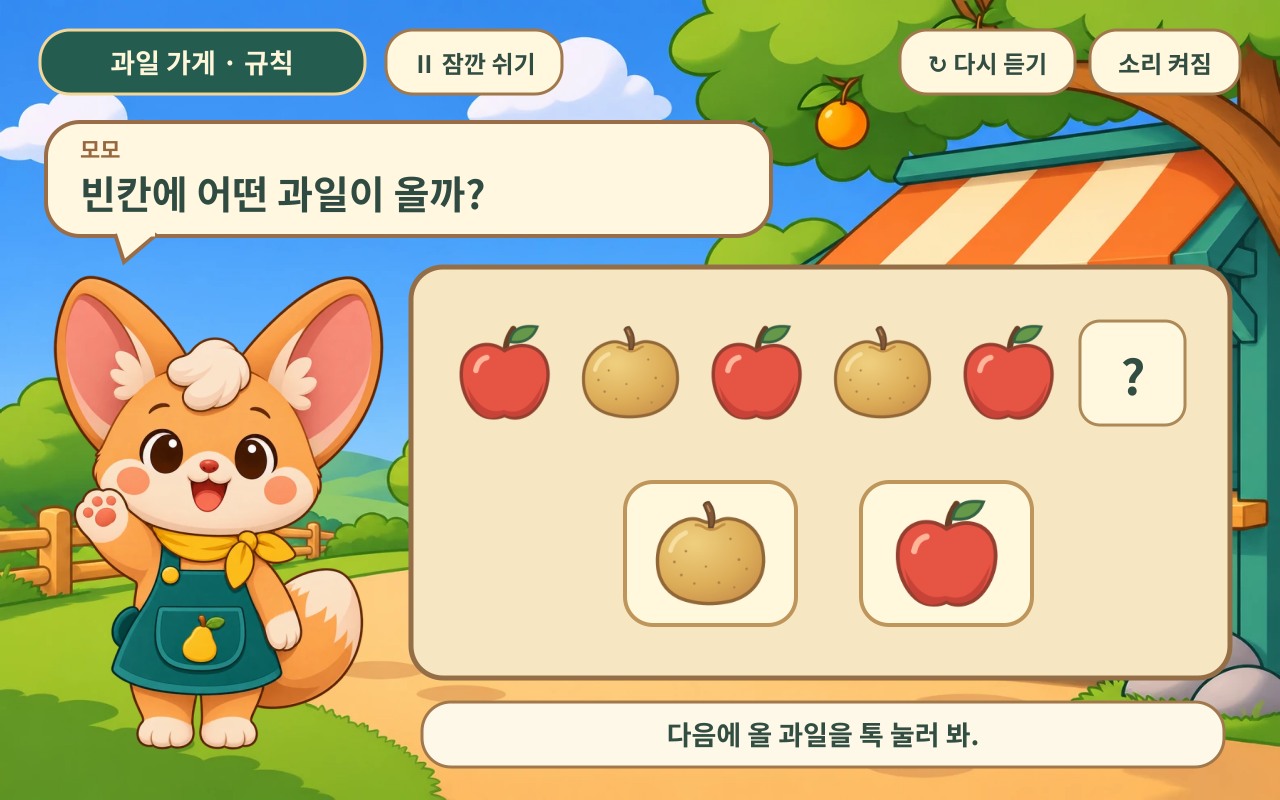 과일 가게 · 규칙
잠깐 쉬기
↻ 다시 듣기
소리 켜짐
모모
빈칸에 어떤 과일이 올까?
?
다음에 올 과일을 톡 눌러 봐.